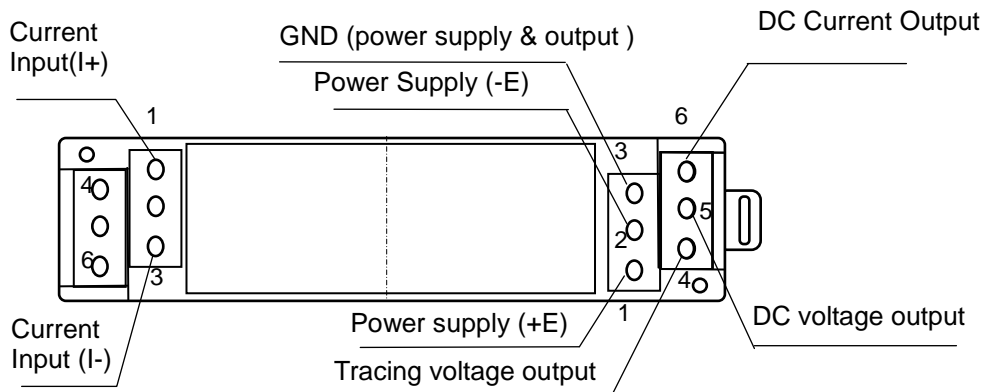 Current
Input(I+)
GND (power supply & output )
DC Current Output
Power Supply (-E)
1
6
3
4
5
2
6
3
4
1
Current
Input (I-)
Power supply (+E)
DC voltage output
Tracing voltage output